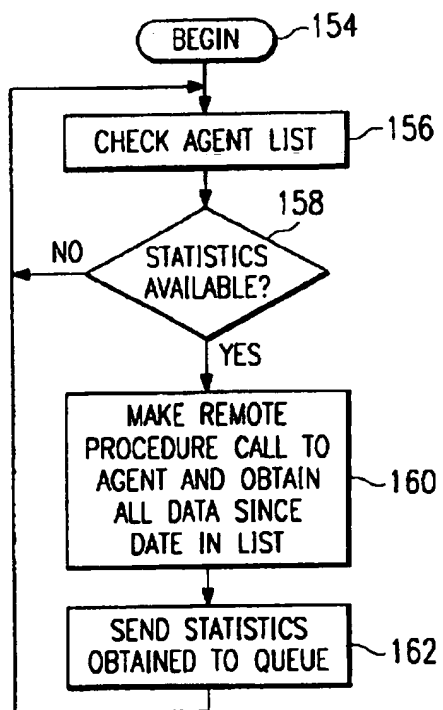 BEGIN
154
CHECK AGENT LIST
156
158
STATISTICS
AVAILABLE?
NO
YES
MAKE REMOTE
PROCEDURE CALL TO
AGENT AND OBTAIN
ALL DATA SINCE
DATE IN LIST
160
SEND STATISTICS
OBTAINED TO QUEUE
162